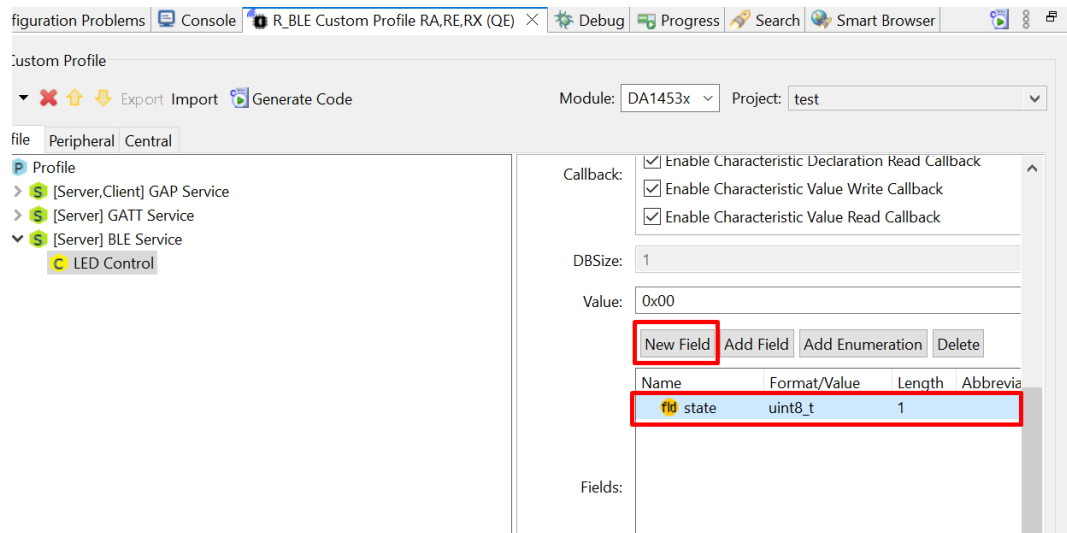 figuration Problems Console R_BLE Custom Profile RA,RE,RX (QE) Debug Progress Search Smart Browser
Custom Profile
Export Import Generate Code Module: DA1453x Project: test
file Peripheral Central
P Profile
S [Server,Client] GAP Service
S [Server] GATT Service
S [Server] BLE Service
C LED Control
Callback:
Enable Characteristic Declaration Read Callback
Enable Characteristic Value Write Callback
Enable Characteristic Value Read Callback
DBSize: 1
Value: 0x00
New Field Add Field Add Enumeration Delete
Name Format/Value Length Abbrevia
fld state uint8_t 1
Fields: